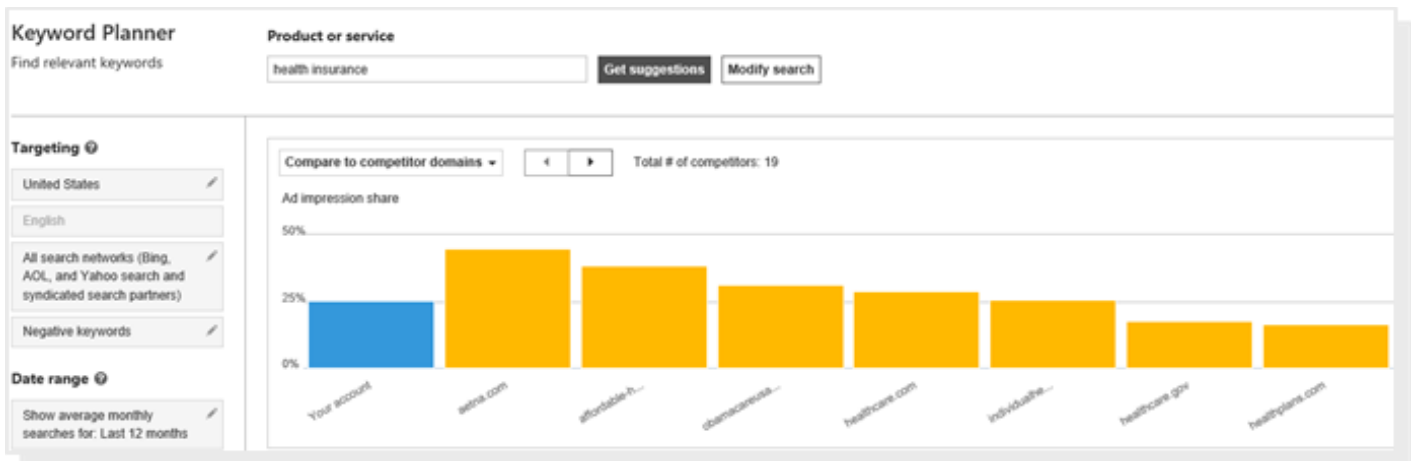 Keyword Planner
Find relevant keywords
Product or service
health insurance
Get suggestions
Modify search
Targeting
United States
English
All search networks (Bing,
AOL, and Yahoo search and
syndicated search partners)
Negative keywords
Date range
Show average monthly
searches for: Last 12 months
Compare to competitor domains
Total # of competitors: 19
Ad impression share
50%
25%
0%
Your account
aetna.com
affordable-h...
obamacareusa...
healthcare.com
individualhe...
healthcare.gov
healthplans.com